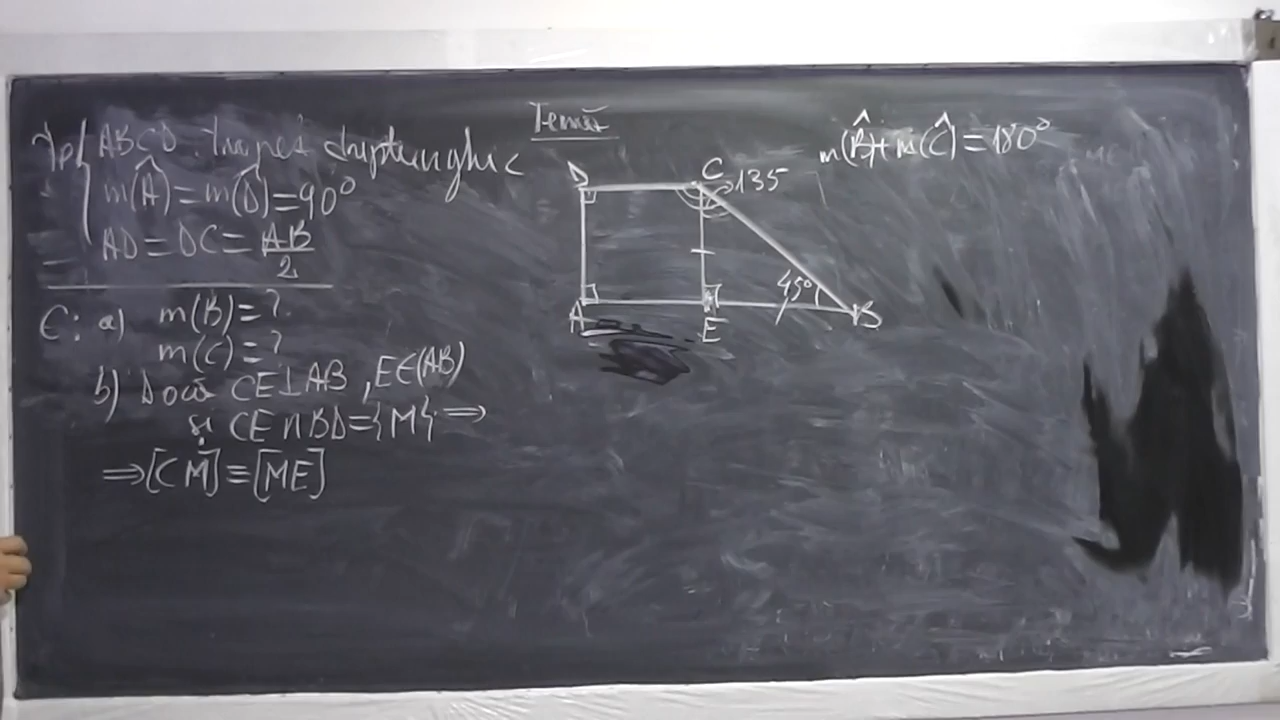 Temă
Ip { ABCD trapez dreptunghic
m(Â) = m(D̂) = 90°
AD = DC = AB/2
C: a) m(B) = ?
m(C) = ?
b) Dacă CE ⊥ AB, E∈(AB)
și CE ∩ BD = {M} ⇒
⇒ [CM] ≡ [ME]
D C 135
45°
A E B
m(B̂) + m(Ĉ) = 180°